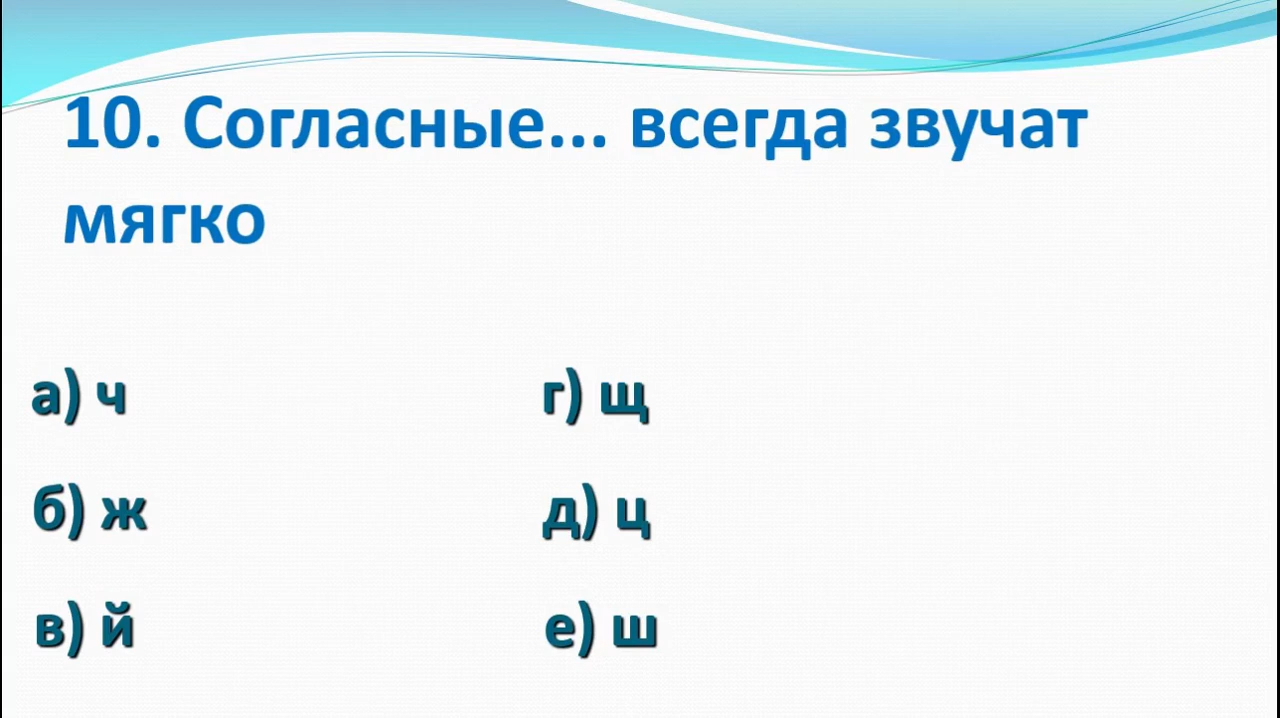 10. Согласные... всегда звучат
мягко
а) ч
б) ж
в) й
г) щ
д) ц
е) ш